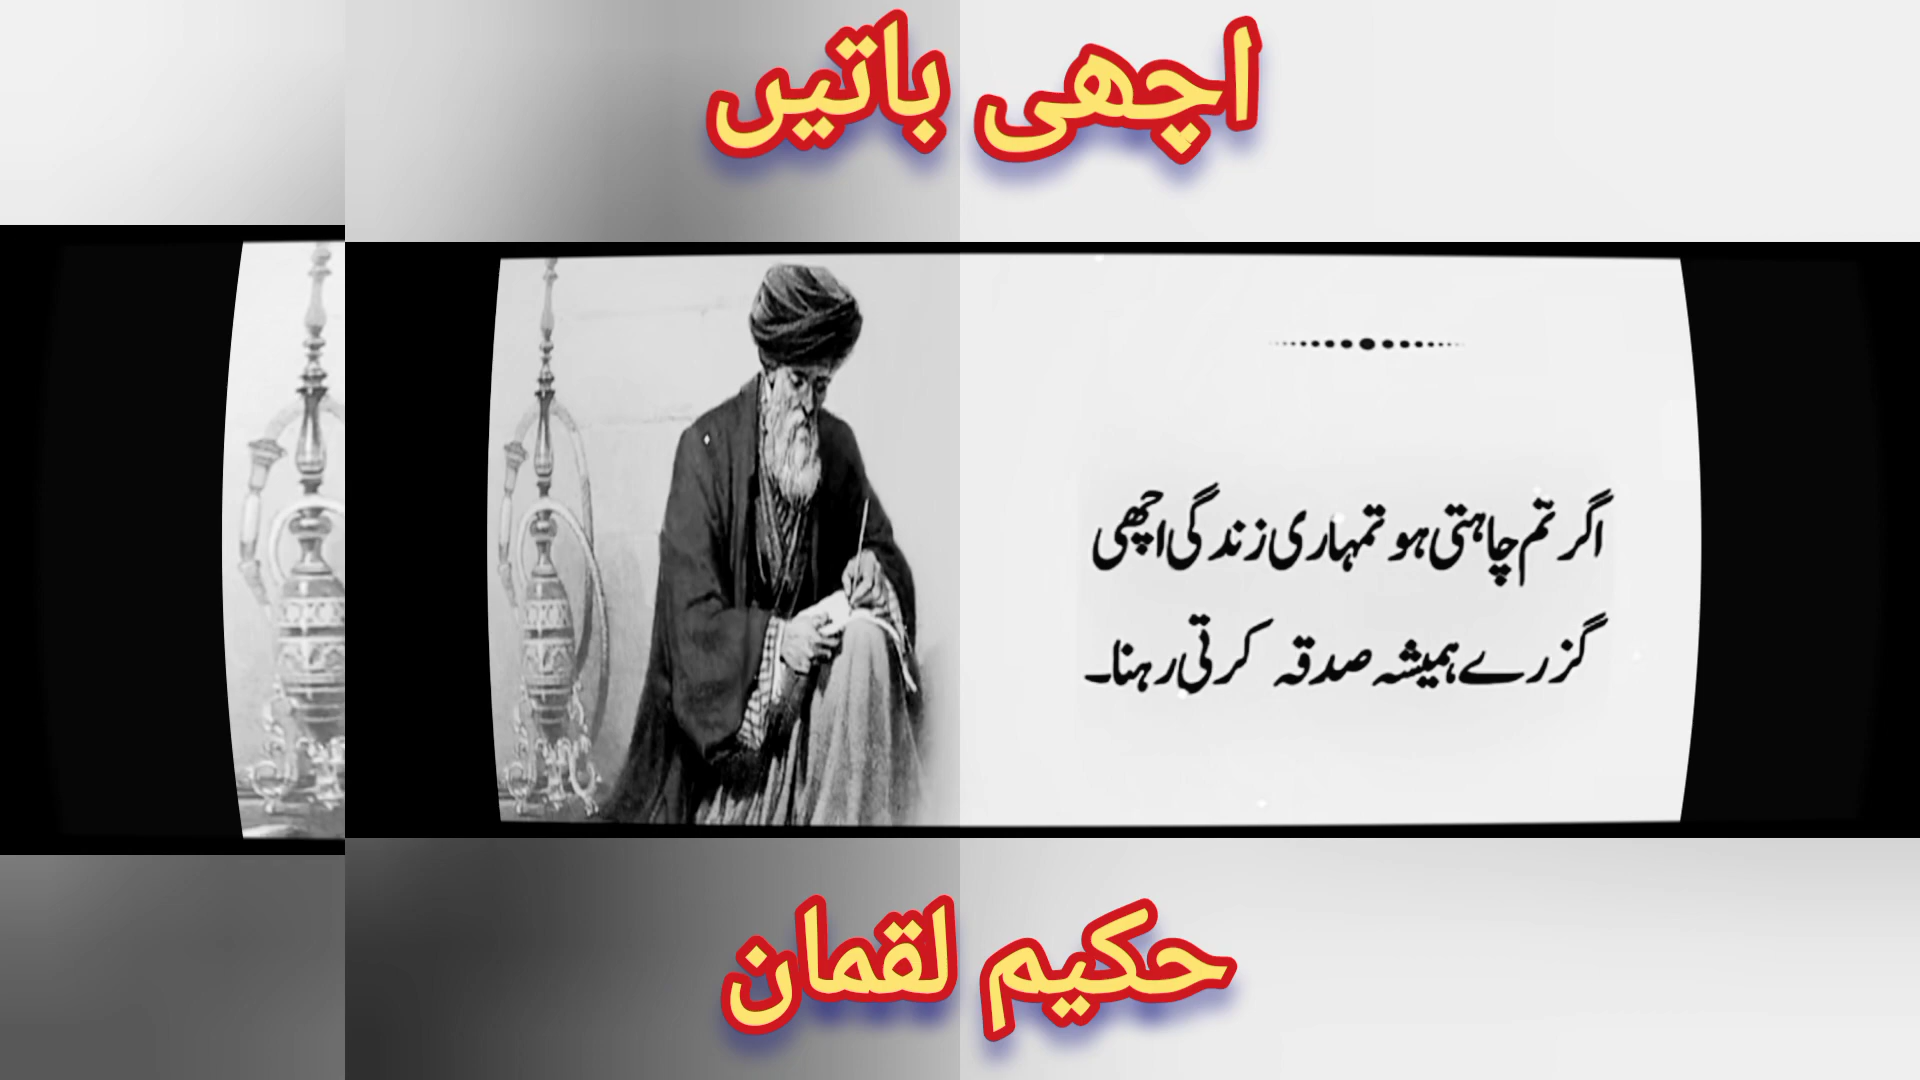 اچھی باتیں
اگر تم چاہتی ہو تمہاری زندگی اچھی
گزرے ہمیشہ صدقہ کرتی رہنا۔
حکیم لقمان